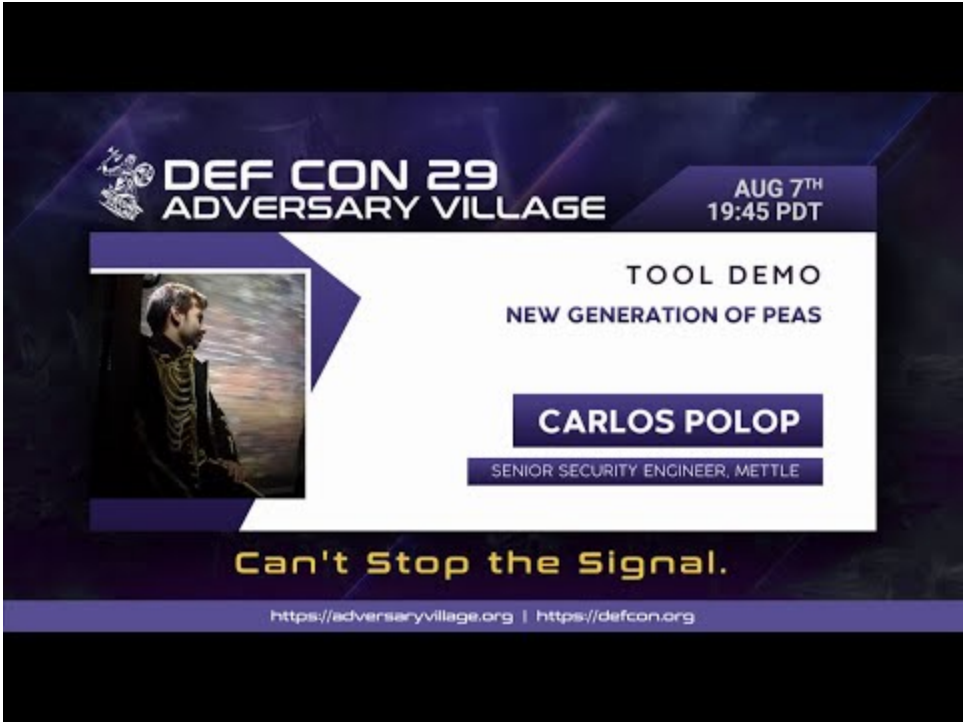 DEF CON 29
ADVERSARY VILLAGE
AUG 7TH
19:45 PDT
TOOL DEMO
NEW GENERATION OF PEAS
CARLOS POLOP
SENIOR SECURITY ENGINEER, METTLE
Can't Stop the Signal.
https://adversaryvillage.org | https://defcon.org